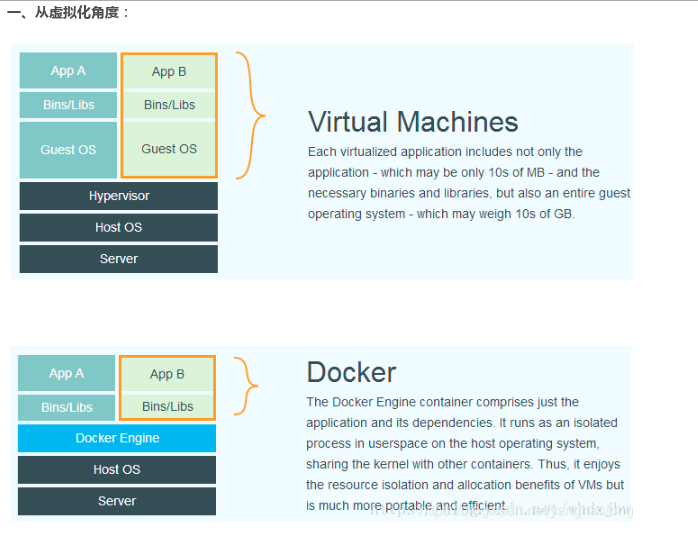 一、从虚拟化角度：
App A
App B
Bins/Libs
Bins/Libs
Guest OS
Guest OS
Hypervisor
Host OS
Server
Virtual Machines
Each virtualized application includes not only the
application - which may be only 10s of MB - and the
necessary binaries and libraries, but also an entire guest
operating system - which may weigh 10s of GB.
App A
App B
Bins/Libs
Bins/Libs
Docker Engine
Host OS
Server
Docker
The Docker Engine container comprises just the
application and its dependencies. It runs as an isolated
process in userspace on the host operating system,
sharing the kernel with other containers. Thus, it enjoys
the resource isolation and allocation benefits of VMs but
is much more portable and efficient.